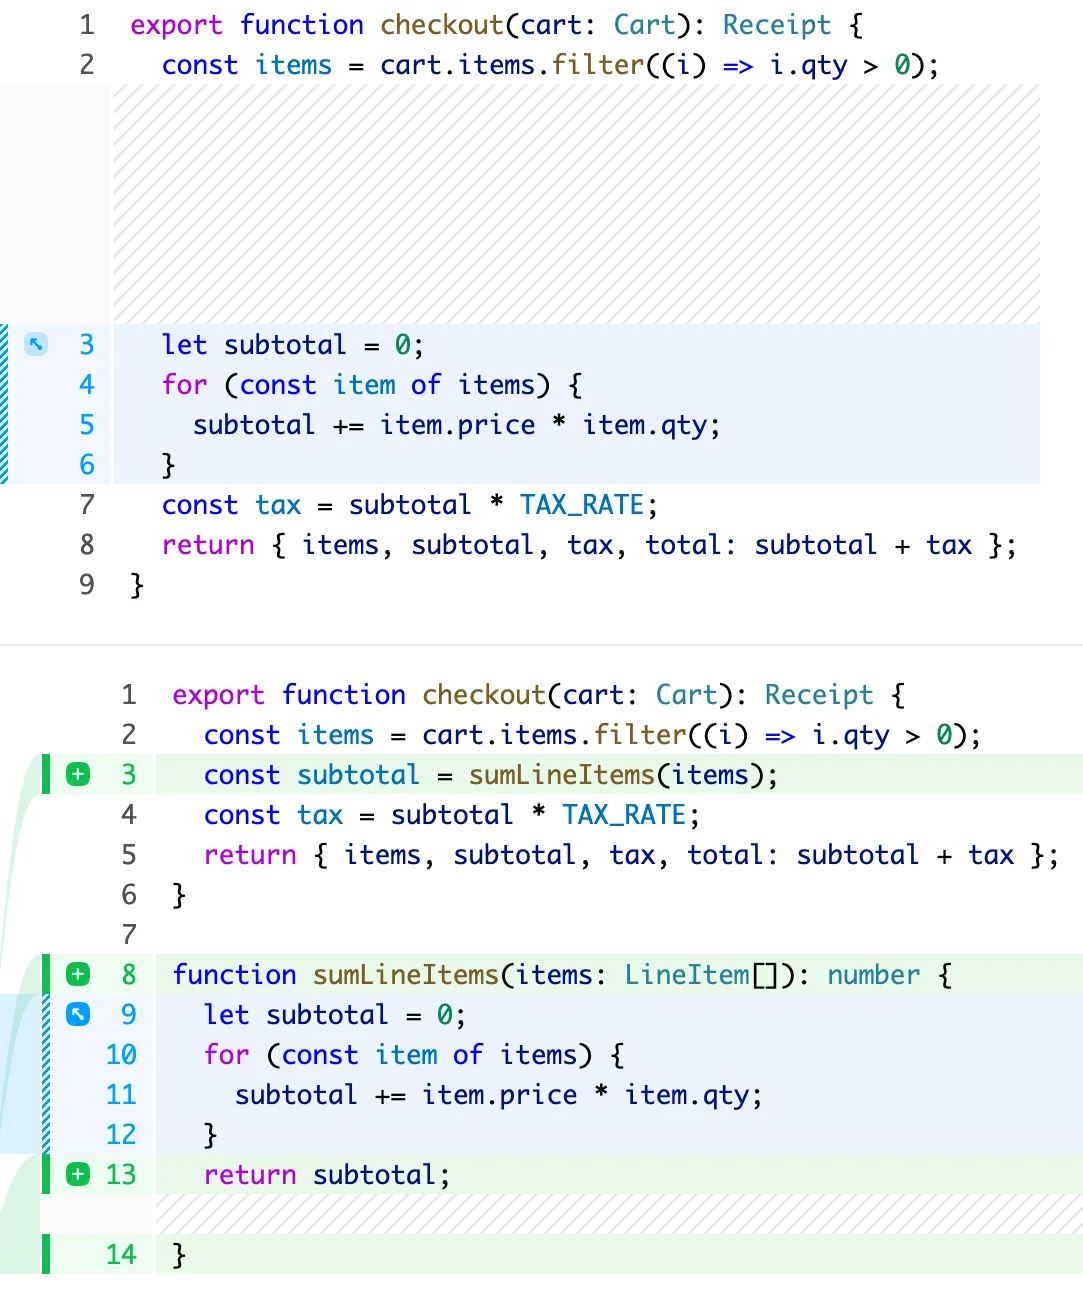 1 export function checkout(cart: Cart): Receipt {
2   const items = cart.items.filter((i) => i.qty > 0);
3   let subtotal = 0;
4   for (const item of items) {
5     subtotal += item.price * item.qty;
6   }
7   const tax = subtotal * TAX_RATE;
8   return { items, subtotal, tax, total: subtotal + tax };
9 }
1 export function checkout(cart: Cart): Receipt {
2   const items = cart.items.filter((i) => i.qty > 0);
3   const subtotal = sumLineItems(items);
4   const tax = subtotal * TAX_RATE;
5   return { items, subtotal, tax, total: subtotal + tax };
6 }
7
8 function sumLineItems(items: LineItem[]): number {
9   let subtotal = 0;
10   for (const item of items) {
11     subtotal += item.price * item.qty;
12   }
13   return subtotal;
14 }